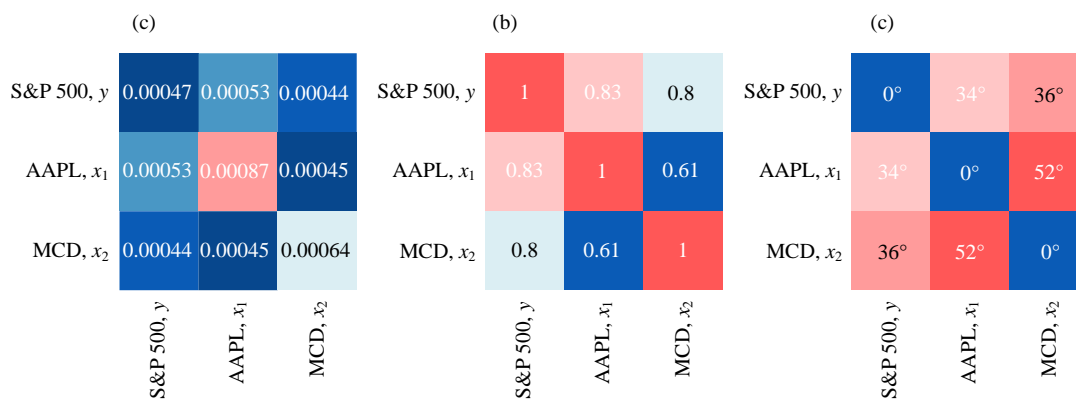 (c)
S&P 500, y 0.00047 0.00053 0.00044
AAPL, x1 0.00053 0.00087 0.00045
MCD, x2 0.00044 0.00045 0.00064
S&P 500, y
AAPL, x1
MCD, x2
(b)
S&P 500, y 1 0.83 0.8
AAPL, x1 0.83 1 0.61
MCD, x2 0.8 0.61 1
S&P 500, y
AAPL, x1
MCD, x2
(c)
S&P 500, y 0° 34° 36°
AAPL, x1 34° 0° 52°
MCD, x2 36° 52° 0°
S&P 500, y
AAPL, x1
MCD, x2